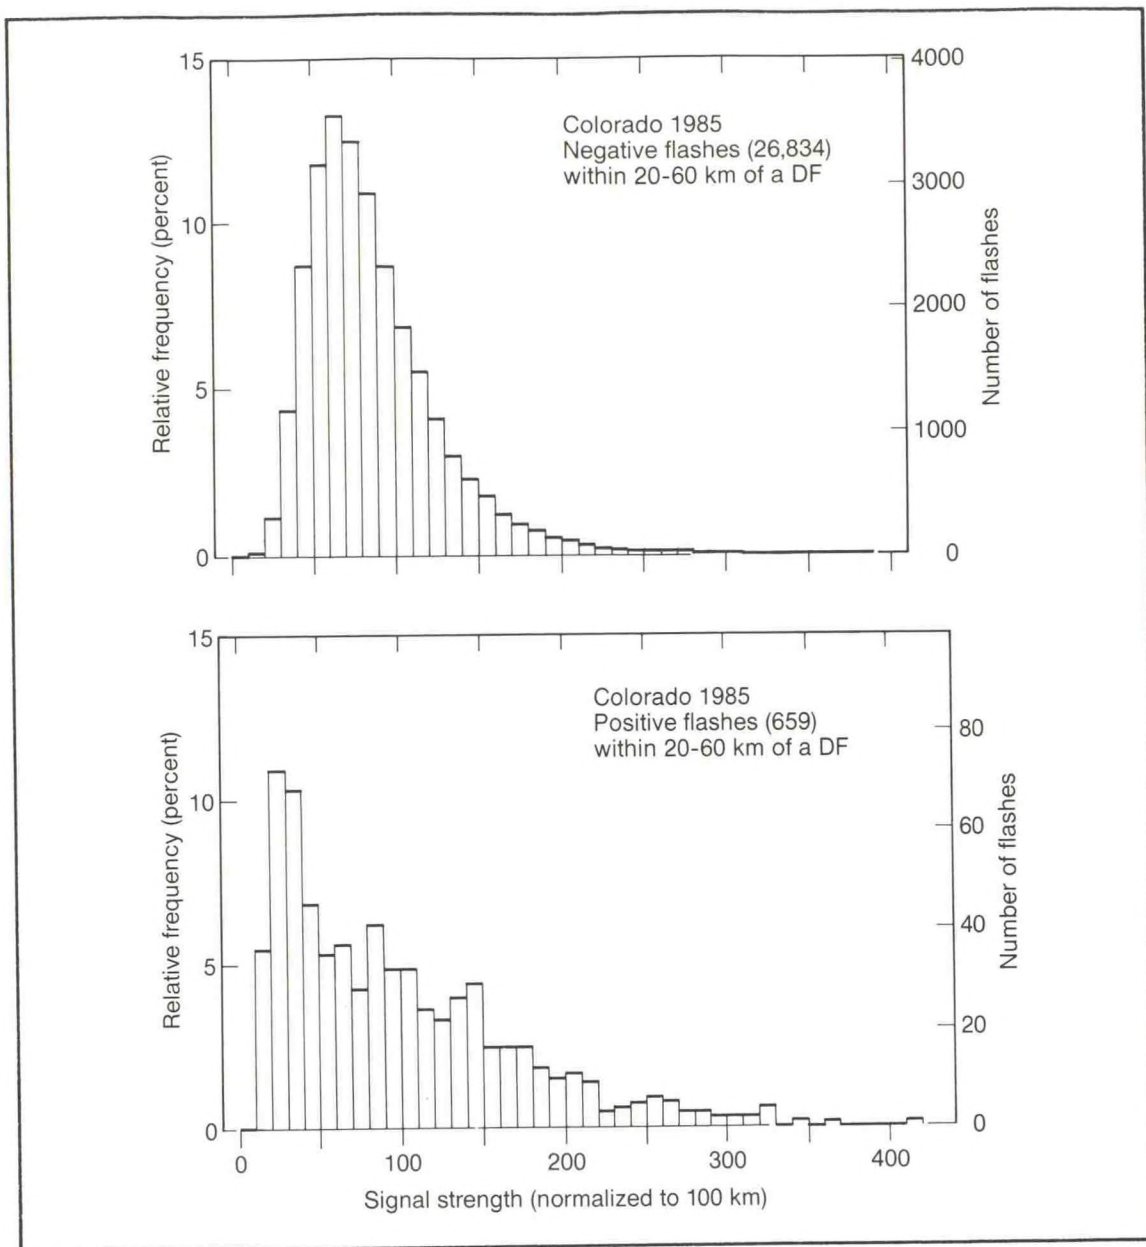 15
10
5
0
Relative frequency (percent)
Colorado 1985
Negative flashes (26,834)
within 20-60 km of a DF
4000
3000
2000
1000
0
Number of flashes
15
10
5
0
Relative frequency (percent)
Colorado 1985
Positive flashes (659)
within 20-60 km of a DF
80
60
40
20
0
Number of flashes
0 100 200 300 400
Signal strength (normalized to 100 km)